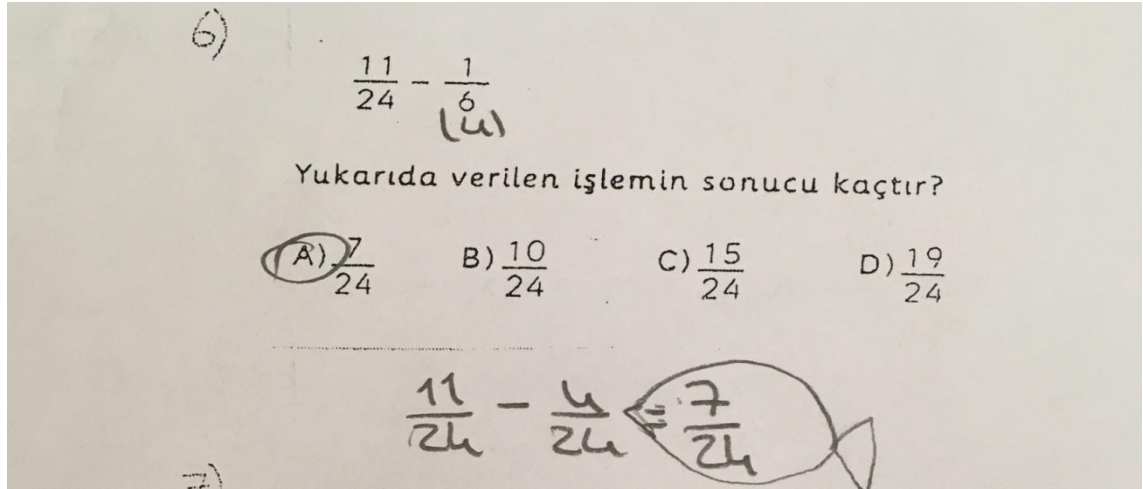 6)
11/24 - 1/6
(4)
Yukarıda verilen işlemin sonucu kaçtır?
A) 7/24 B) 10/24 C) 15/24 D) 19/24
11/24 - 4/24 = 7/24
7)